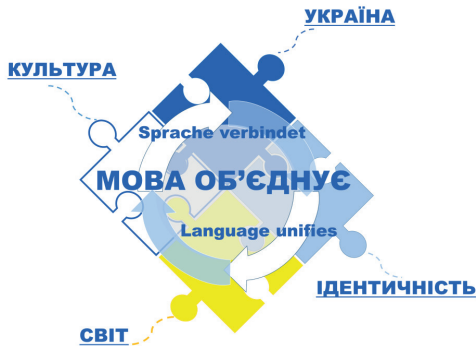 УКРАЇНА
КУЛЬТУРА
Sprache verbindet
МОВА ОБ’ЄДНУЄ
Language unifies
ІДЕНТИЧНІСТЬ
СВІТ